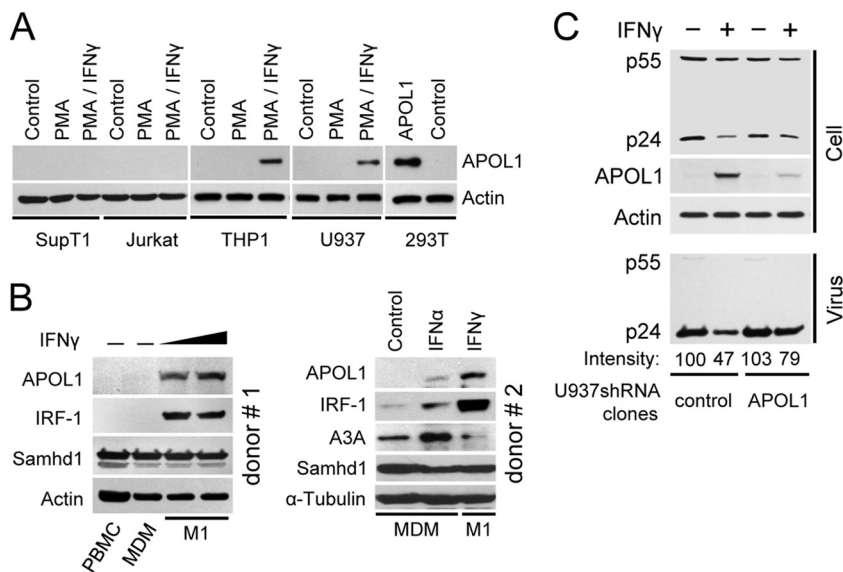 A
Control
PMA
PMA / IFNγ
Control
PMA
PMA / IFNγ
Control
PMA
PMA / IFNγ
Control
PMA
PMA / IFNγ
APOL1
Control
APOL1
Actin
SupT1 Jurkat THP1 U937 293T
B
IFNγ – –
APOL1
IRF-1
Samhd1
Actin
PBMC
MDM
M1
donor # 1
Control
IFNα
IFNγ
APOL1
IRF-1
A3A
Samhd1
α-Tubulin
MDM M1
donor # 2
C
IFNγ – + – +
p55
p24
APOL1
Actin
Cell
p55
p24
Virus
Intensity: 100 47 103 79
U937shRNA
clones
control APOL1